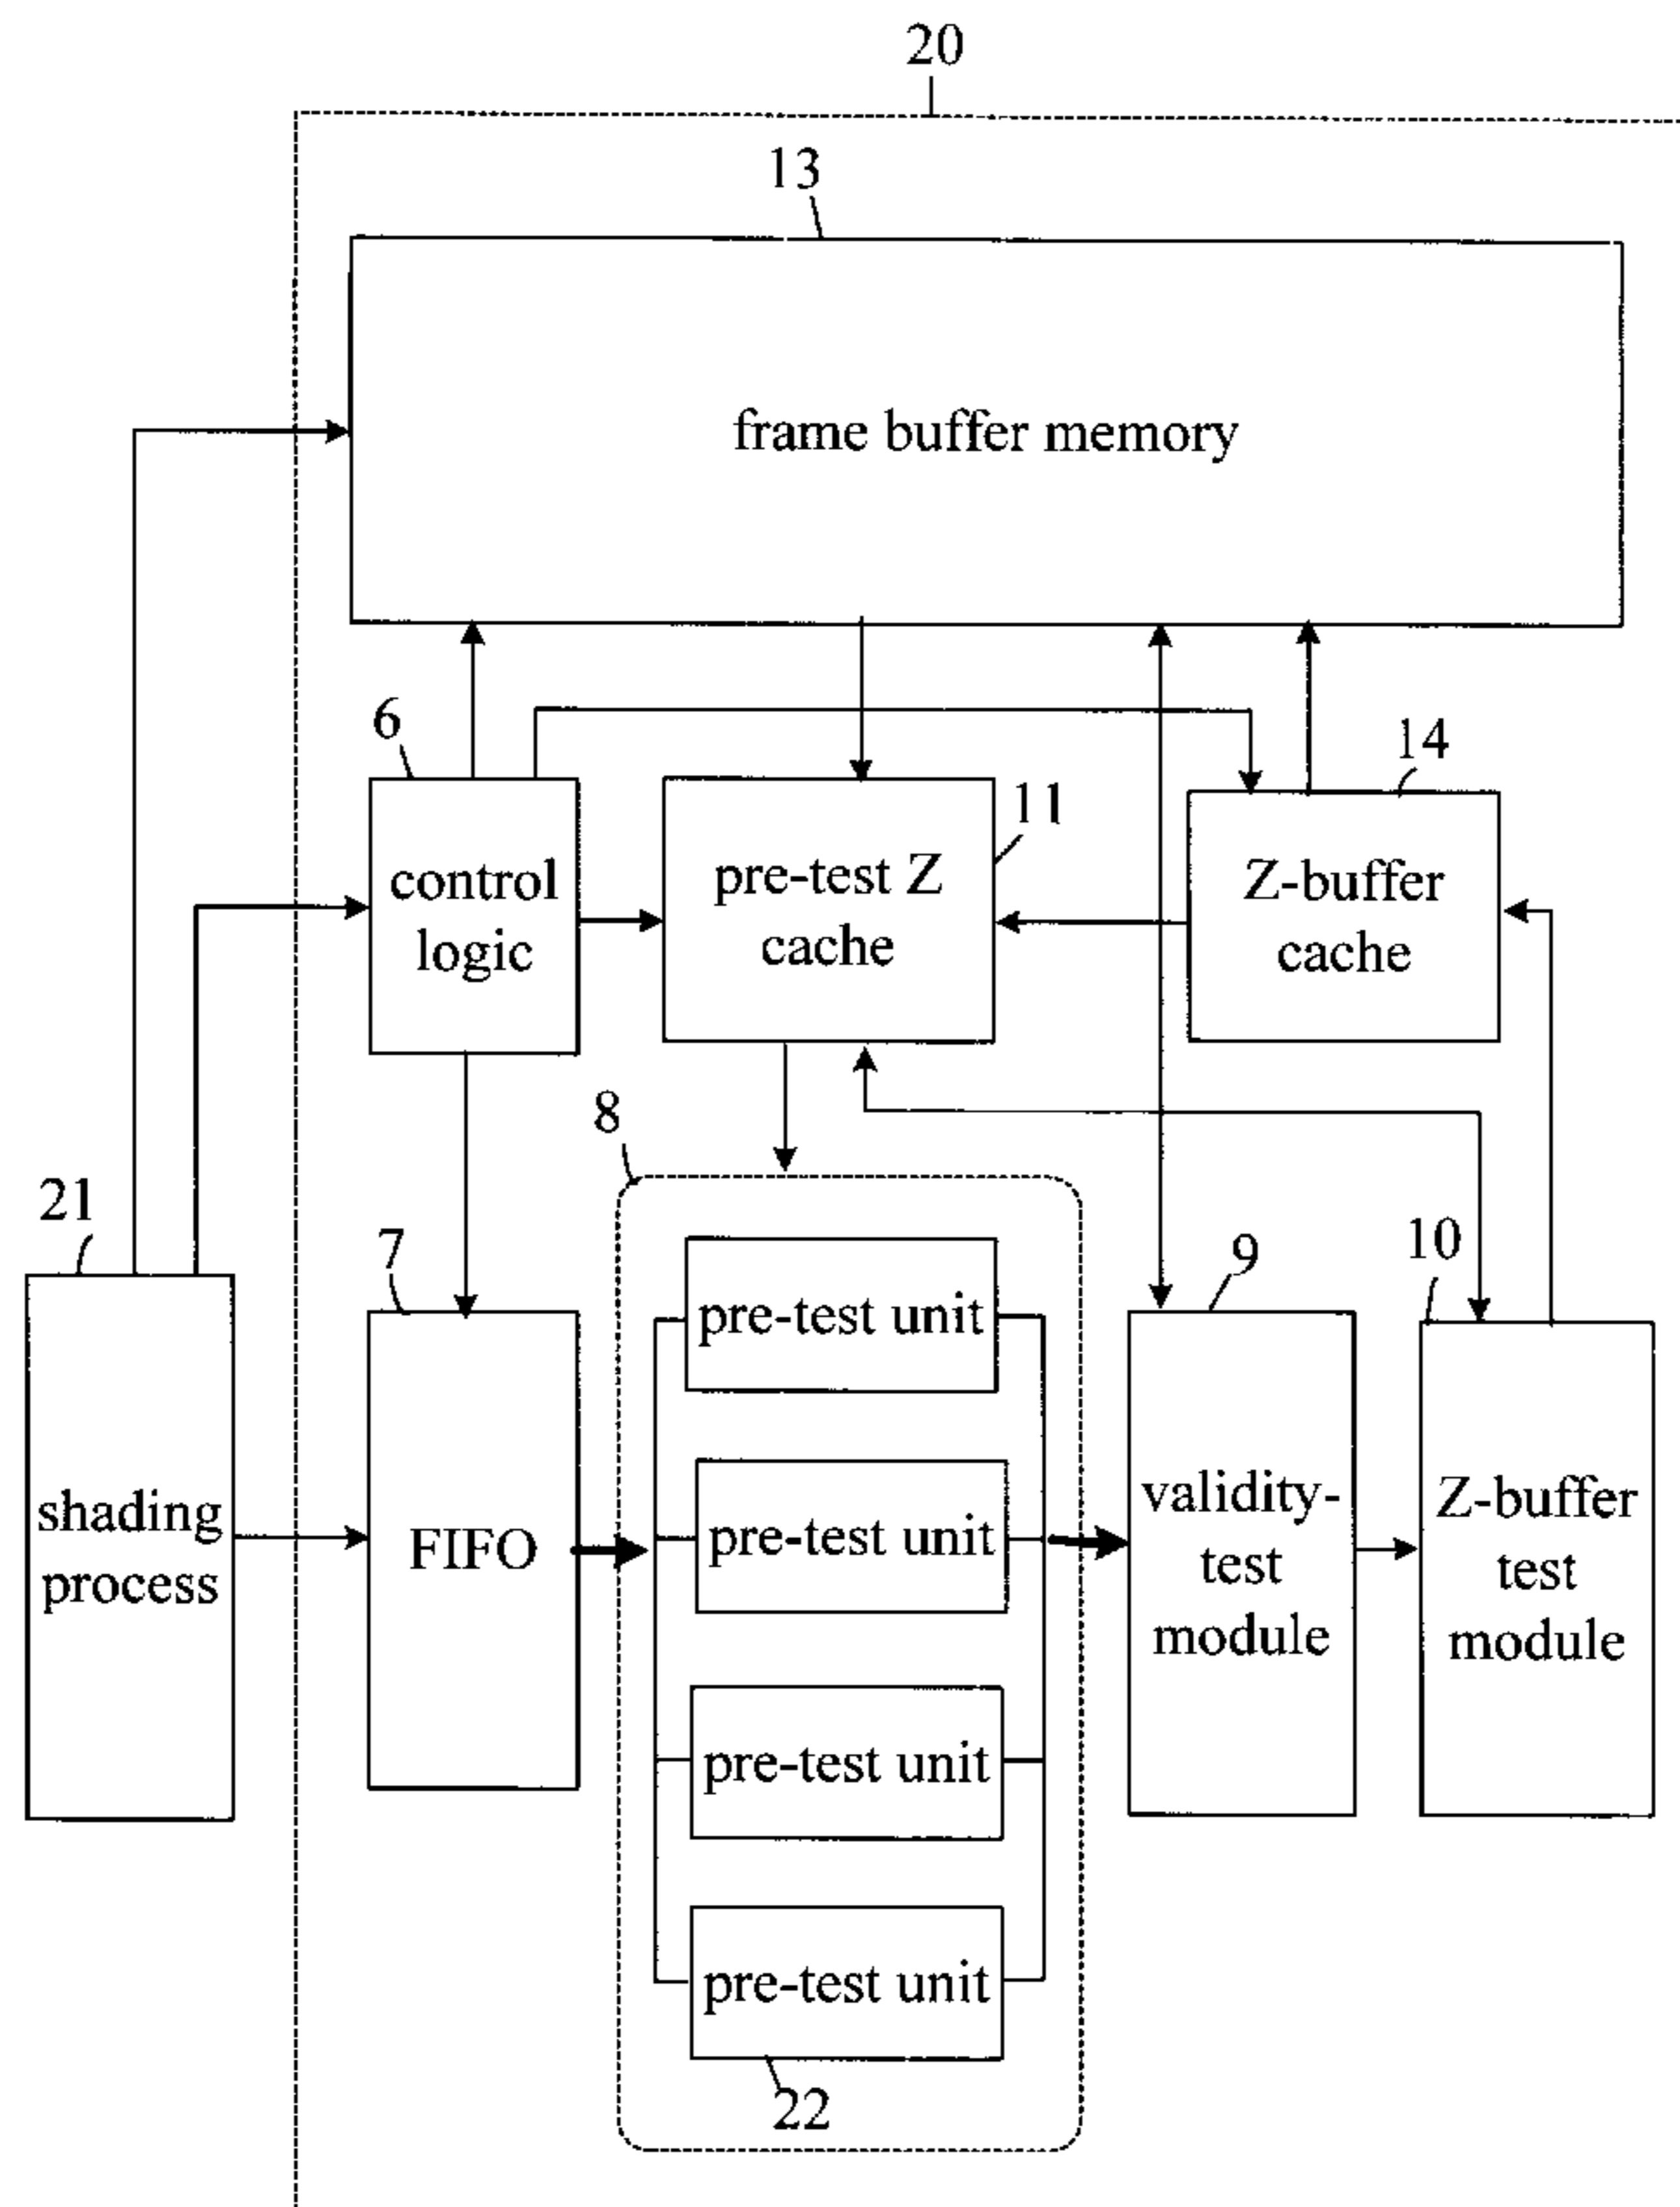 20
13
frame buffer memory
6
14
11
control
logic
pre-test Z
cache
Z-buffer
cache
8
21
7
9
10
pre-test unit
shading
process
FIFO
pre-test unit
validity-
test
module
Z-buffer
test
module
pre-test unit
pre-test unit
22